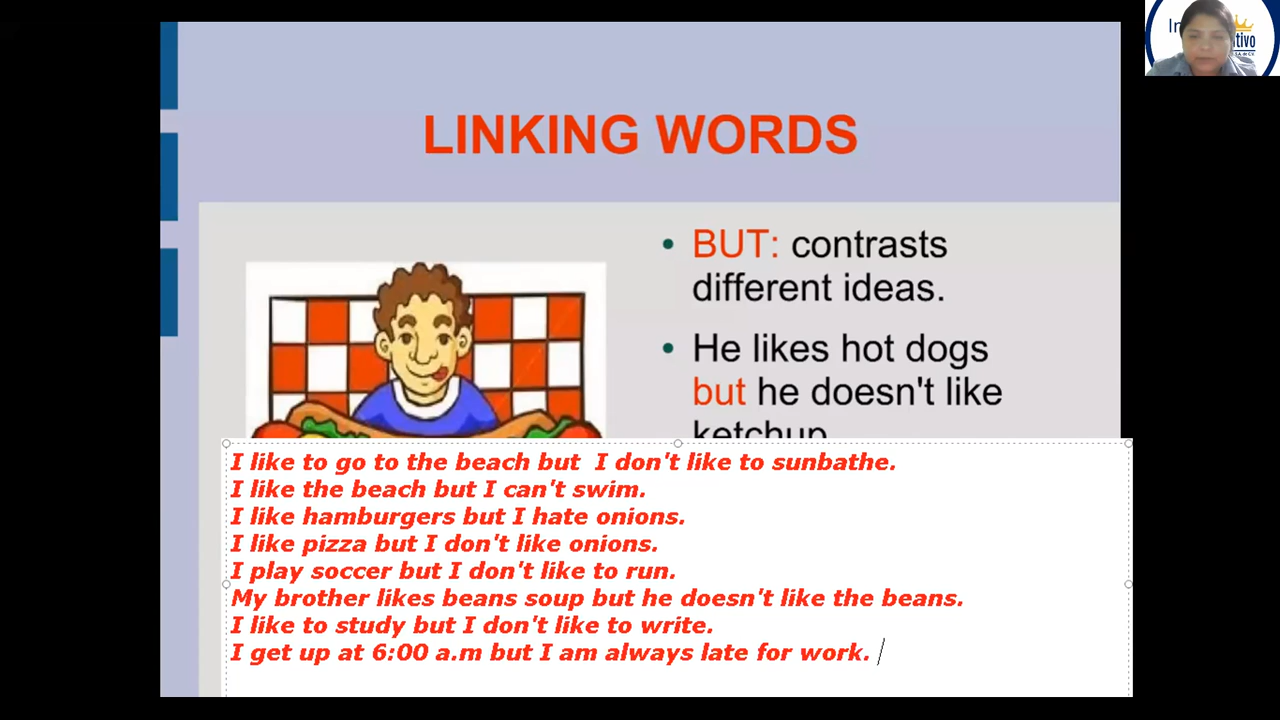 LINKING WORDS
• BUT: contrasts
different ideas.
• He likes hot dogs
but he doesn't like
ketchup
I like to go to the beach but  I don't like to sunbathe.
I like the beach but I can't swim.
I like hamburgers but I hate onions.
I like pizza but I don't like onions.
I play soccer but I don't like to run.
My brother likes beans soup but he doesn't like the beans.
I like to study but I don't like to write.
I get up at 6:00 a.m but I am always late for work.